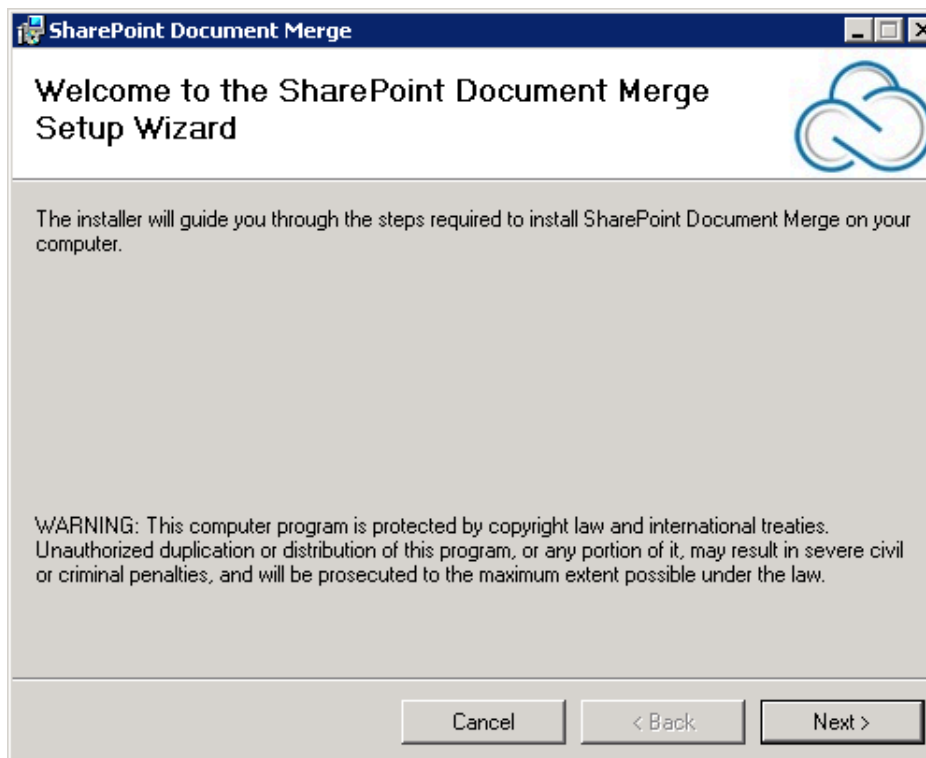 SharePoint Document Merge
Welcome to the SharePoint Document Merge
Setup Wizard
The installer will guide you through the steps required to install SharePoint Document Merge on your
computer.
WARNING: This computer program is protected by copyright law and international treaties.
Unauthorized duplication or distribution of this program, or any portion of it, may result in severe civil
or criminal penalties, and will be prosecuted to the maximum extent possible under the law.
Cancel
< Back
Next >